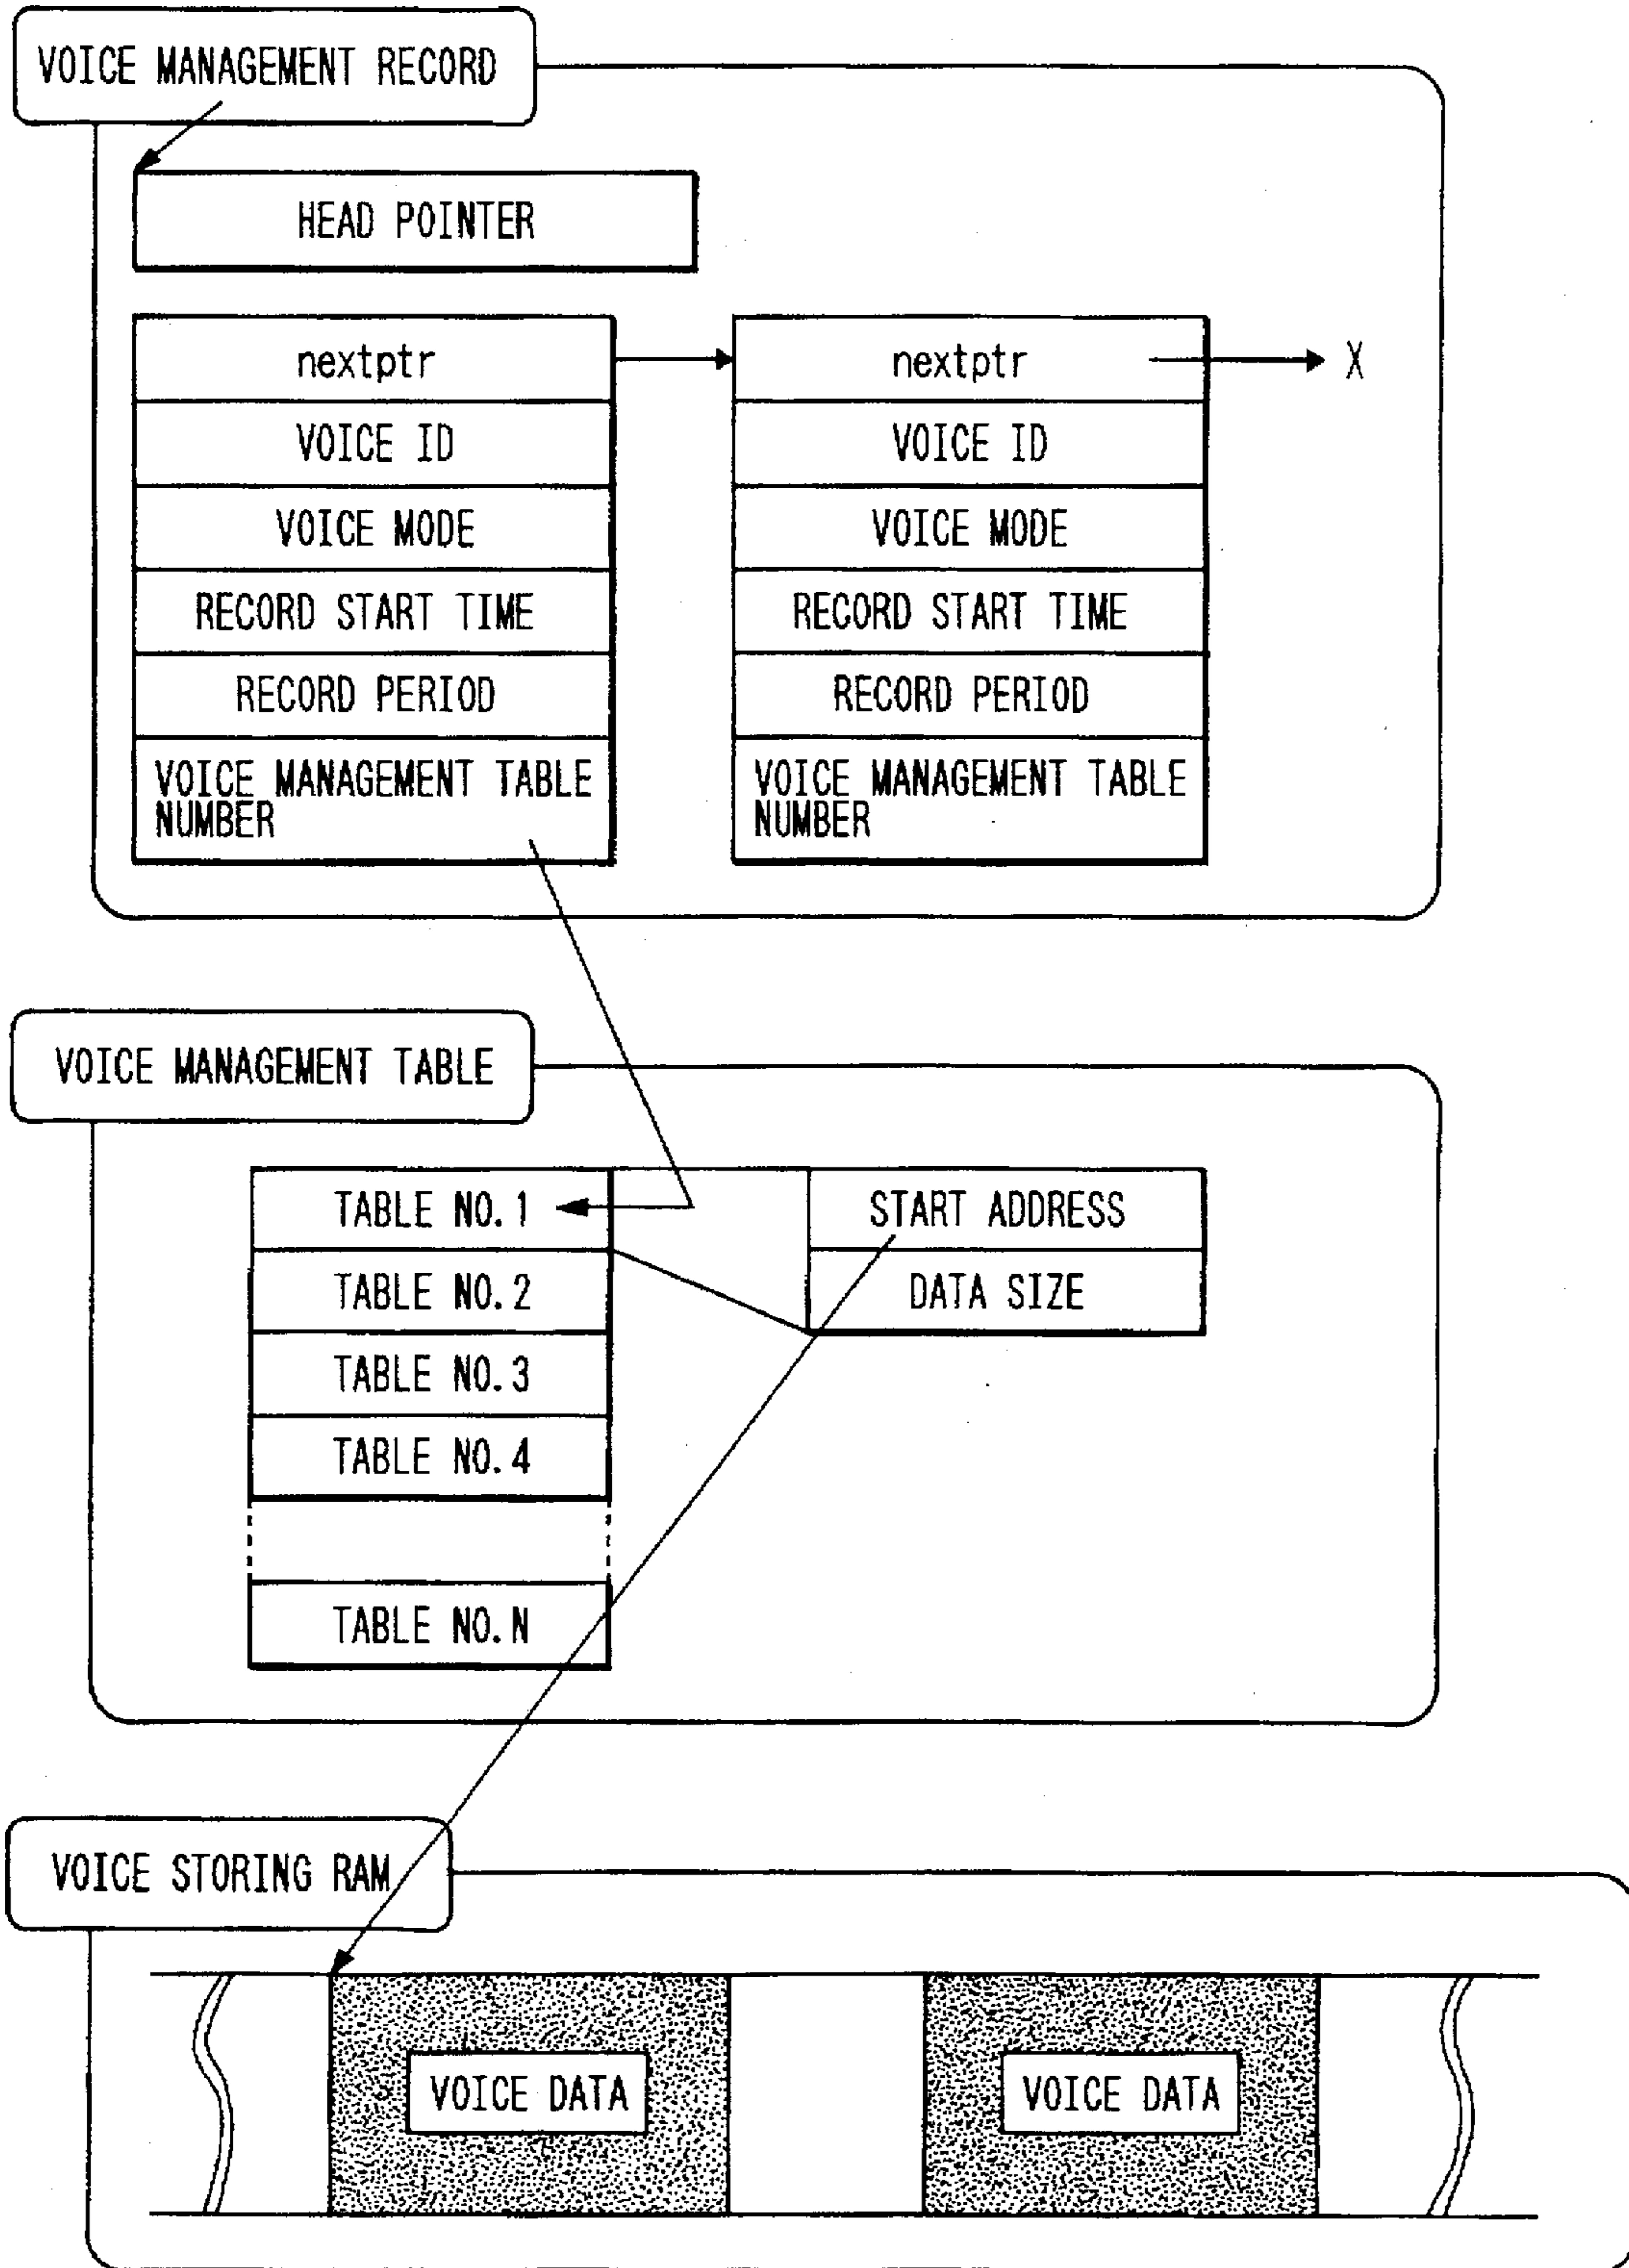 VOICE MANAGEMENT RECORD
HEAD POINTER
nextptr
VOICE ID
VOICE MODE
RECORD START TIME
RECORD PERIOD
VOICE MANAGEMENT TABLE
NUMBER
nextptr
X
VOICE ID
VOICE MODE
RECORD START TIME
RECORD PERIOD
VOICE MANAGEMENT TABLE
NUMBER
VOICE MANAGEMENT TABLE
TABLE NO.1
TABLE NO.2
TABLE NO.3
TABLE NO.4
TABLE NO.N
START ADDRESS
DATA SIZE
VOICE STORING RAM
VOICE DATA
VOICE DATA